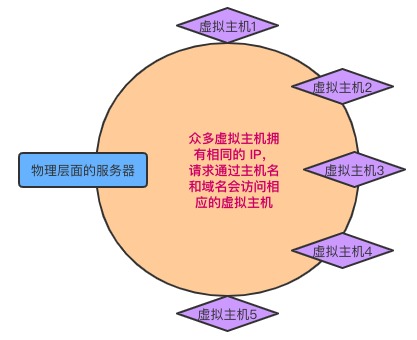 虚拟主机1
虚拟主机2
众多虚拟主机拥
有相同的 IP，
请求通过主机名
和域名会访问相
应的虚拟主机
物理层面的服务器
虚拟主机3
虚拟主机4
虚拟主机5